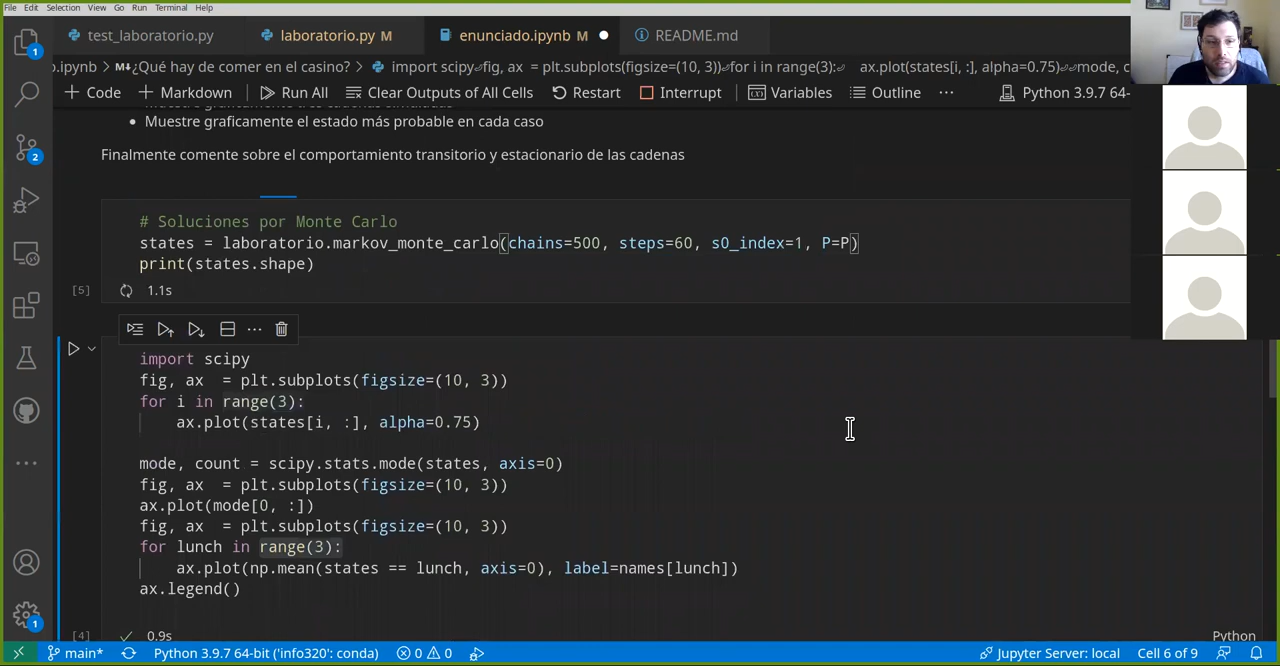 File Edit Selection View Go Run Terminal Help
test_laboratorio.py laboratorio.py M enunciado.ipynb M README.md
1
o.ipynb > M↓¿Qué hay de comer en el casino? > import scipy↵fig, ax = plt.subplots(figsize=(10, 3))↵for i in range(3):↵ ax.plot(states[i, :], alpha=0.75)↵↵mode, c
+ Code + Markdown Run All Clear Outputs of All Cells Restart Interrupt Variables Outline ... Python 3.9.7 64-
• Muestre graficamente el estado más probable en cada caso
Finalmente comente sobre el comportamiento transitorio y estacionario de las cadenas
2
# Soluciones por Monte Carlo
states = laboratorio.markov_monte_carlo(chains=500, steps=60, s0_index=1, P=P)
print(states.shape)
[5] 1.1s
import scipy
fig, ax = plt.subplots(figsize=(10, 3))
for i in range(3):
ax.plot(states[i, :], alpha=0.75)
mode, count = scipy.stats.mode(states, axis=0)
fig, ax = plt.subplots(figsize=(10, 3))
ax.plot(mode[0, :])
fig, ax = plt.subplots(figsize=(10, 3))
for lunch in range(3):
ax.plot(np.mean(states == lunch, axis=0), label=names[lunch])
ax.legend()
1
[4] 0.9s Python
main* Python 3.9.7 64-bit ('info320': conda) 0 0 Jupyter Server: local Cell 6 of 9